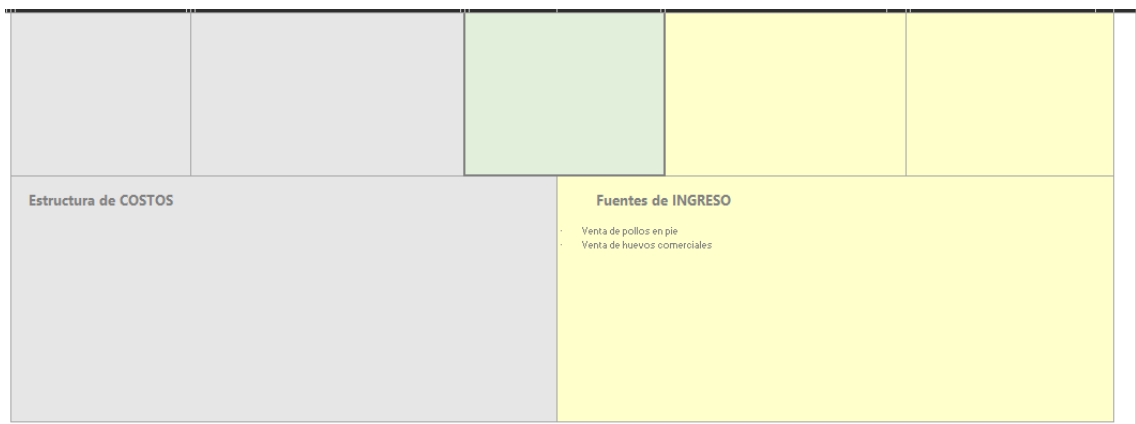 Estructura de COSTOS
Fuentes de INGRESO
· Venta de pollos en pie
· Venta de huevos comerciales